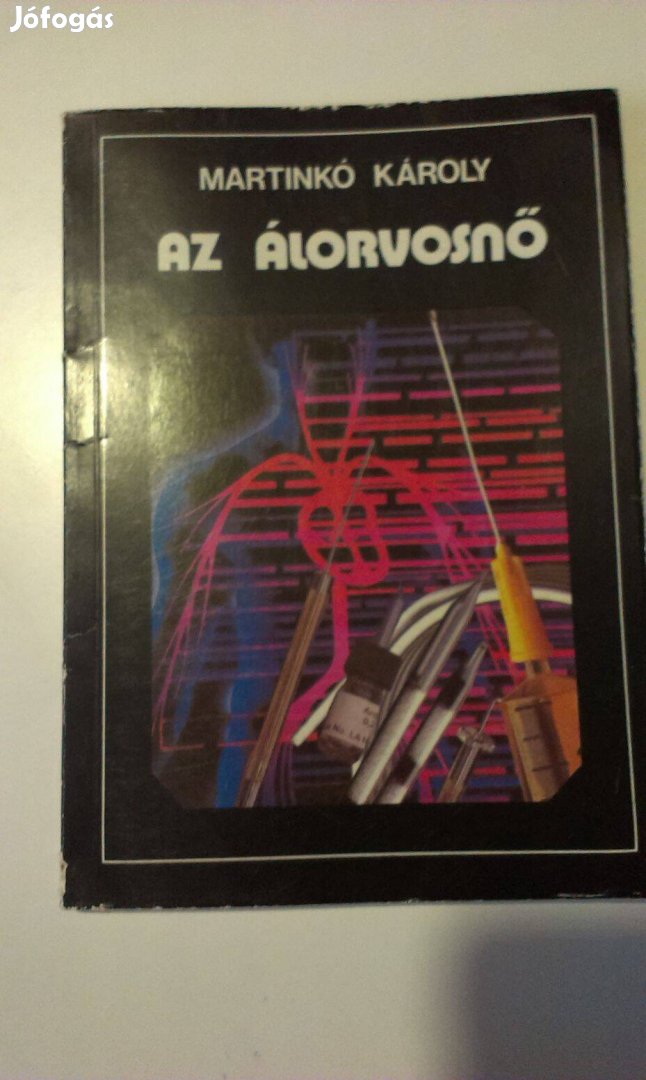 Jófogás
MARTINKÓ KÁROLY
AZ ÁLORVOSNŐ